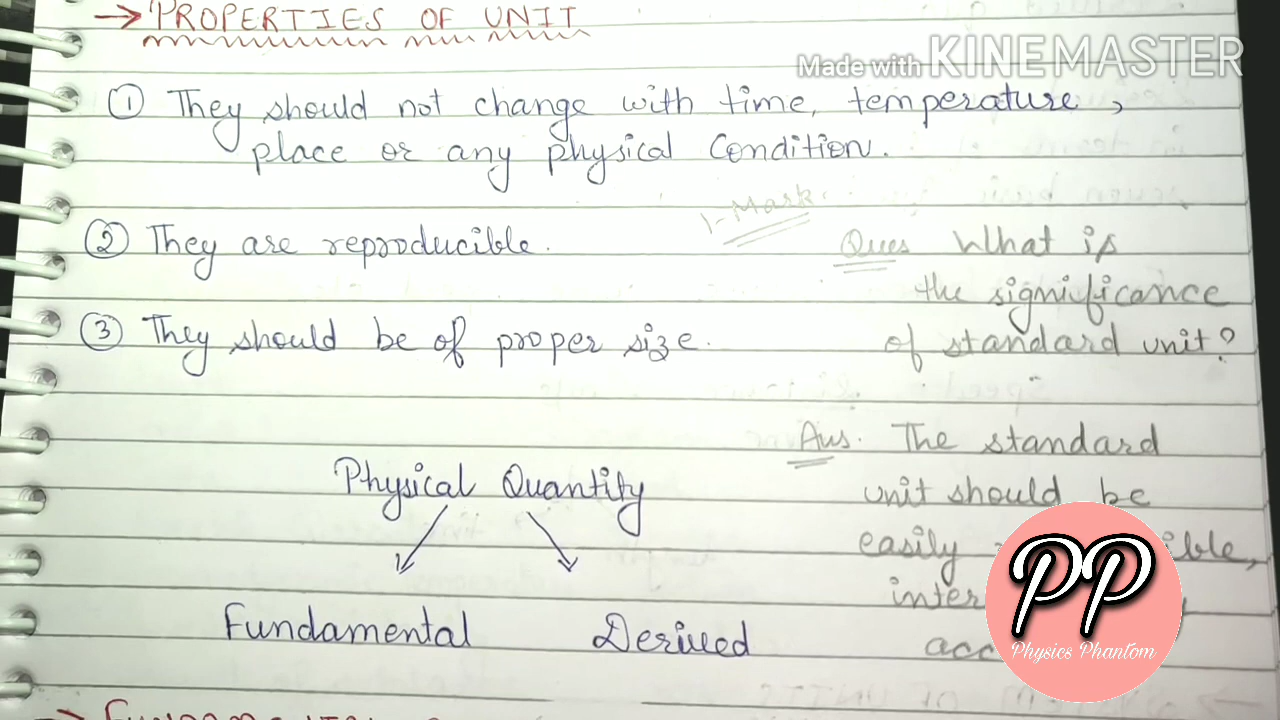 → PROPERTIES OF UNIT
Made with KINEMASTER
① They should not change with time, temperature,
place or any physical Condition.
1-Mark
② They are reproducible.
③ They should be of proper size.
Ques What is
the significance
of standard unit?
Ans. The standard
unit should be
easily
Physical Quantity
Fundamental
Derived
PP
Physics Phantom